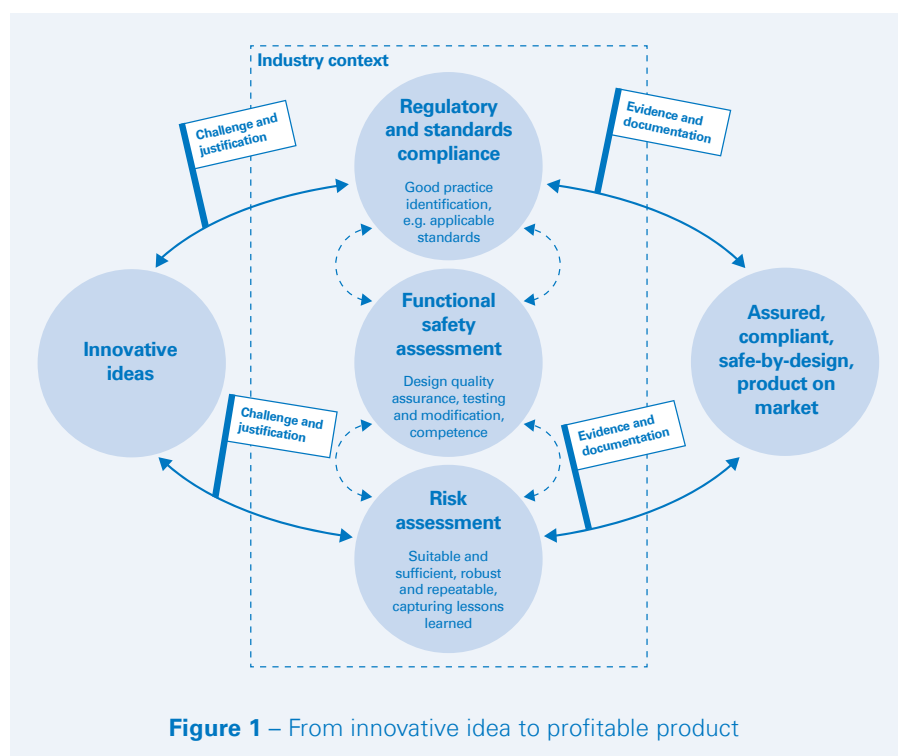 Industry context
Challenge and
justification
Regulatory
and standards
compliance
Good practice
identification,
e.g. applicable
standards
Evidence and
documentation
Innovative
ideas
Functional
safety
assessment
Design quality
assurance, testing
and modification,
competence
Assured,
compliant,
safe-by-design,
product on
market
Challenge and
justification
Evidence and
documentation
Risk
assessment
Suitable and
sufficient, robust
and repeatable,
capturing lessons
learned
Figure 1 – From innovative idea to profitable product